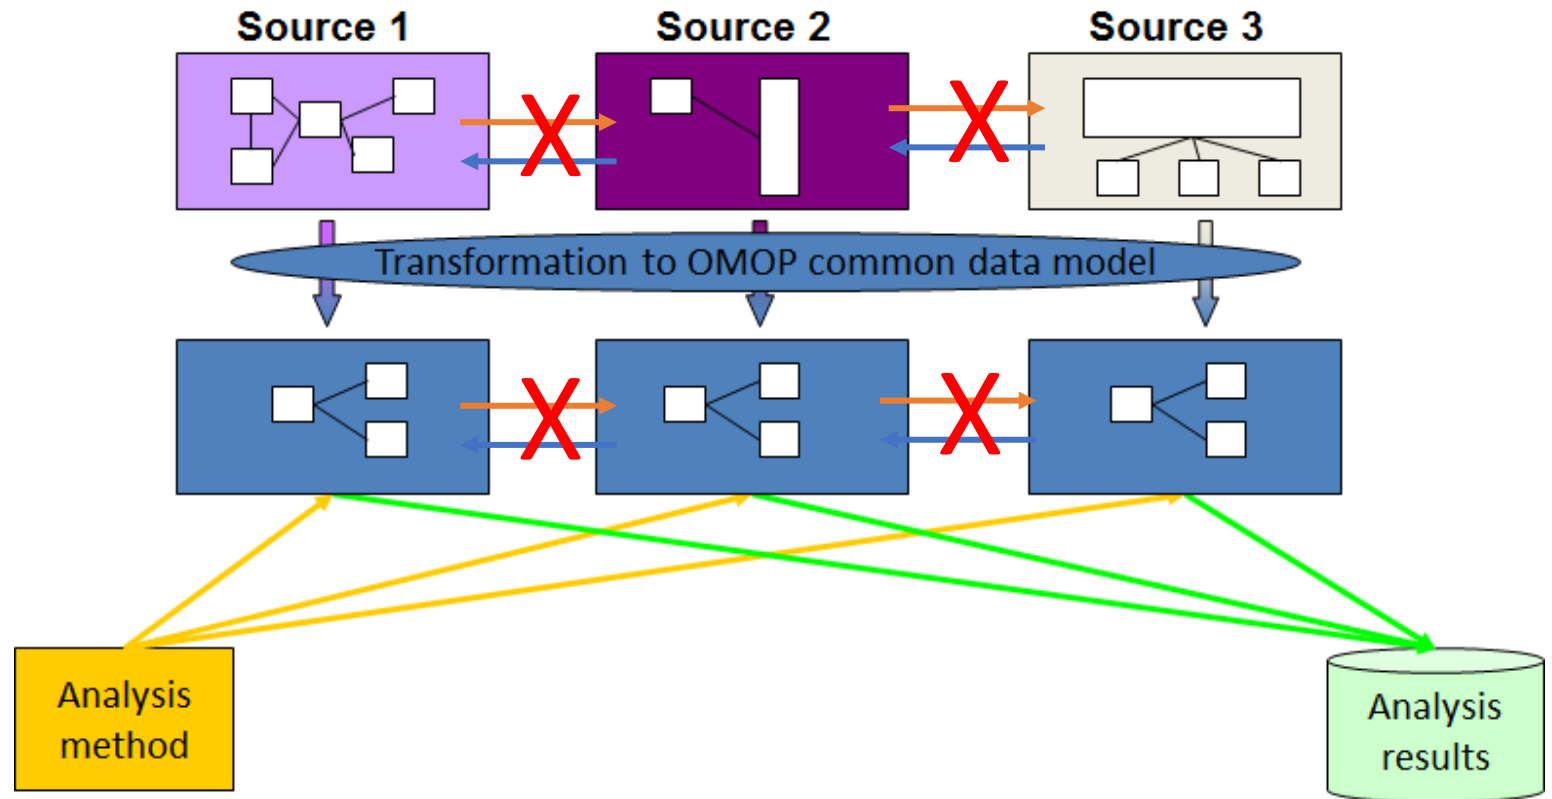 Source 1
Source 2
Source 3
Transformation to OMOP common data model
Analysis
method
Analysis
results